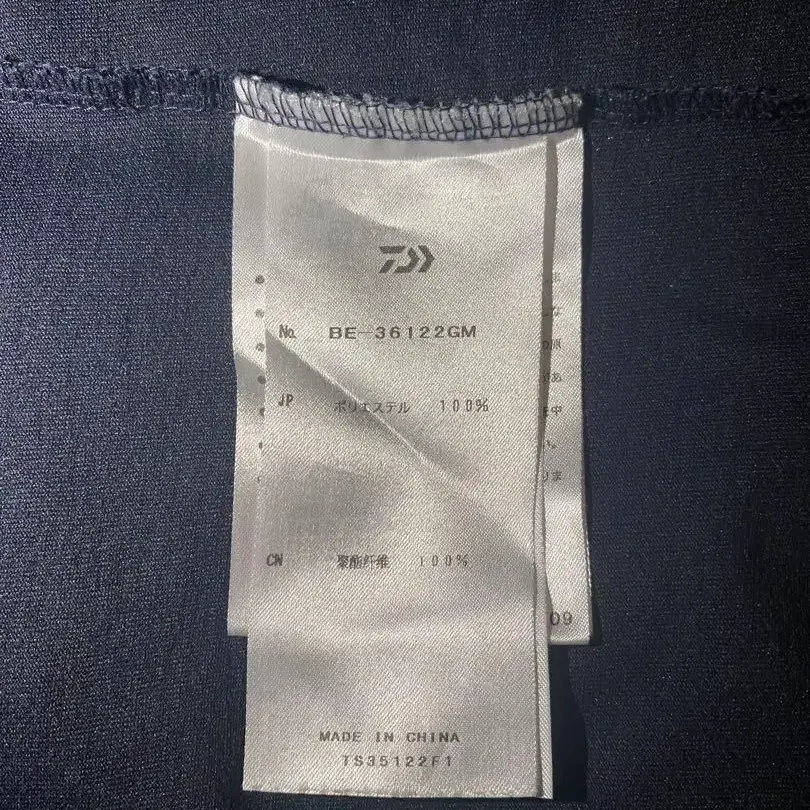 No. BE-36122GM
JP ポリエステル 100%
CN 聚酯纤维 100%
09
MADE IN CHINA
TS35122F1